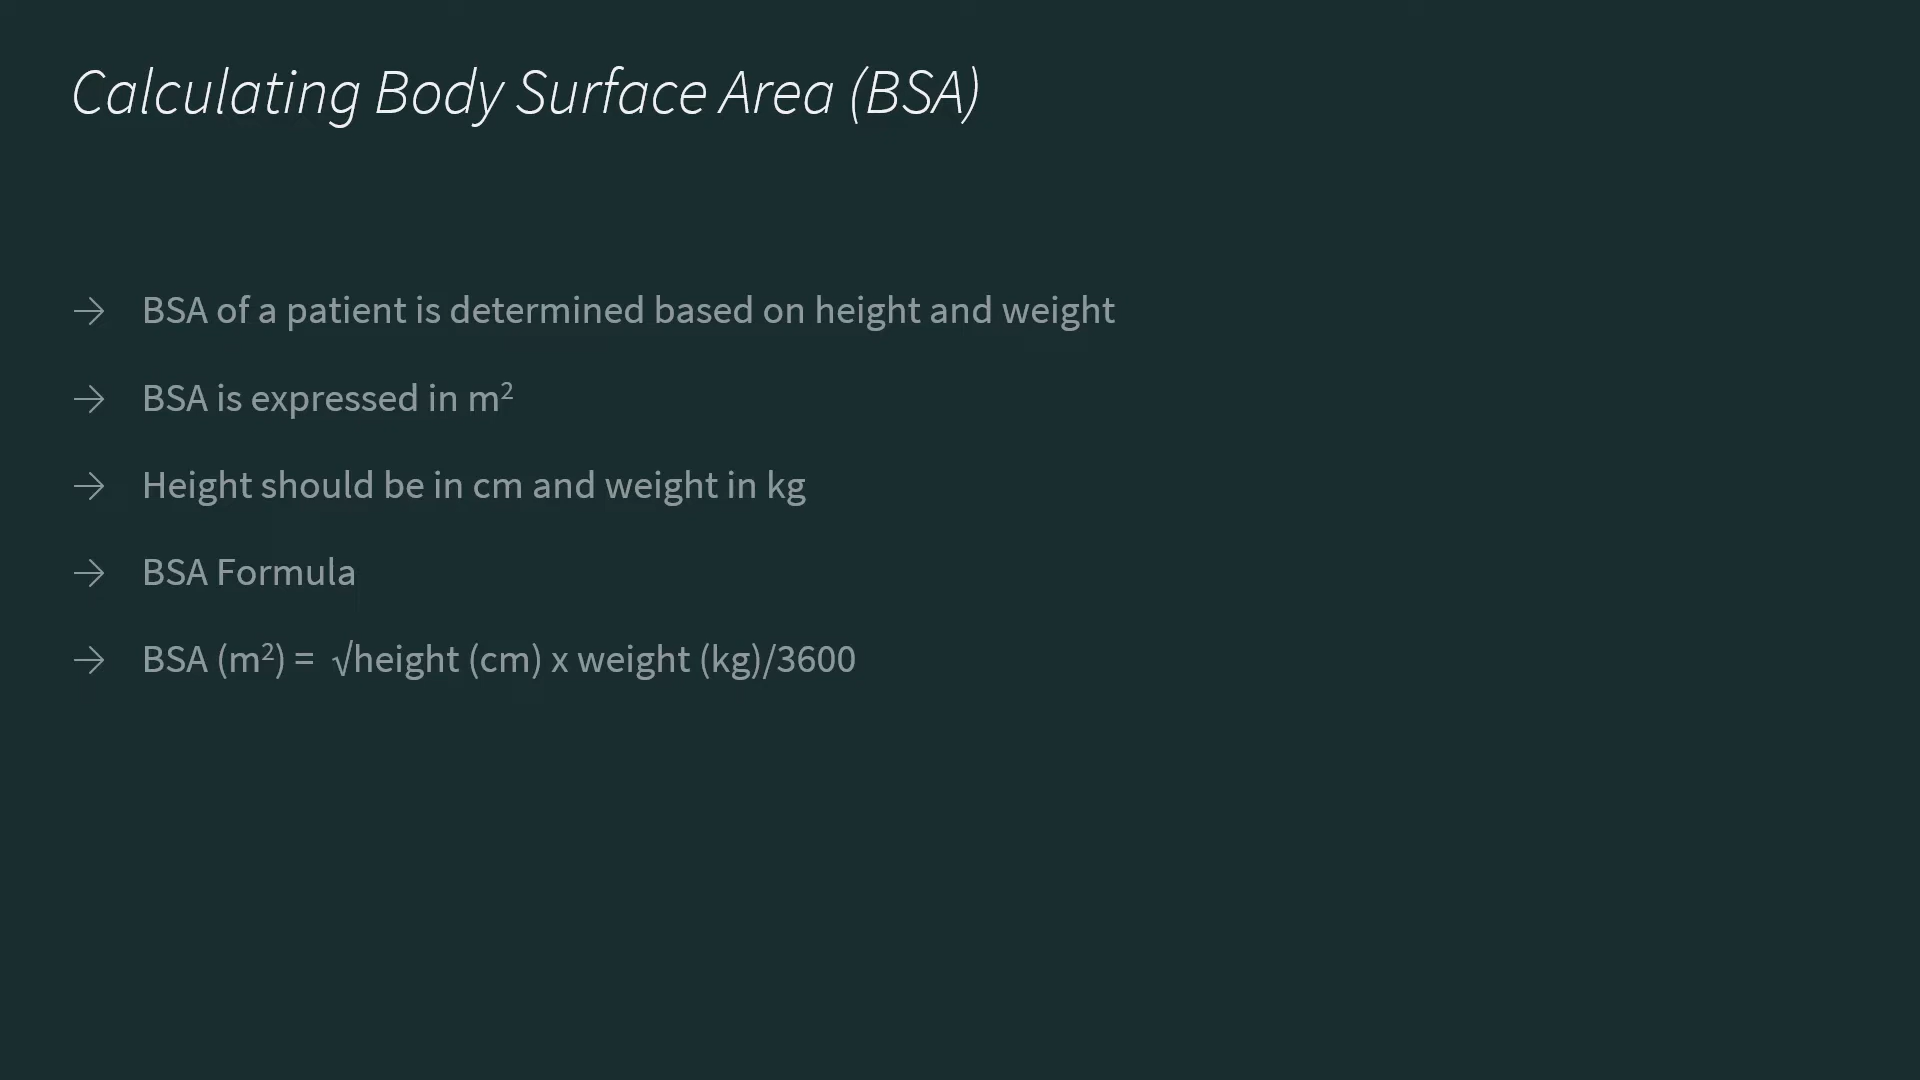 Calculating Body Surface Area (BSA)
→ BSA of a patient is determined based on height and weight
→ BSA is expressed in m²
→ Height should be in cm and weight in kg
→ BSA Formula
→ BSA (m²) = √height (cm) x weight (kg)/3600